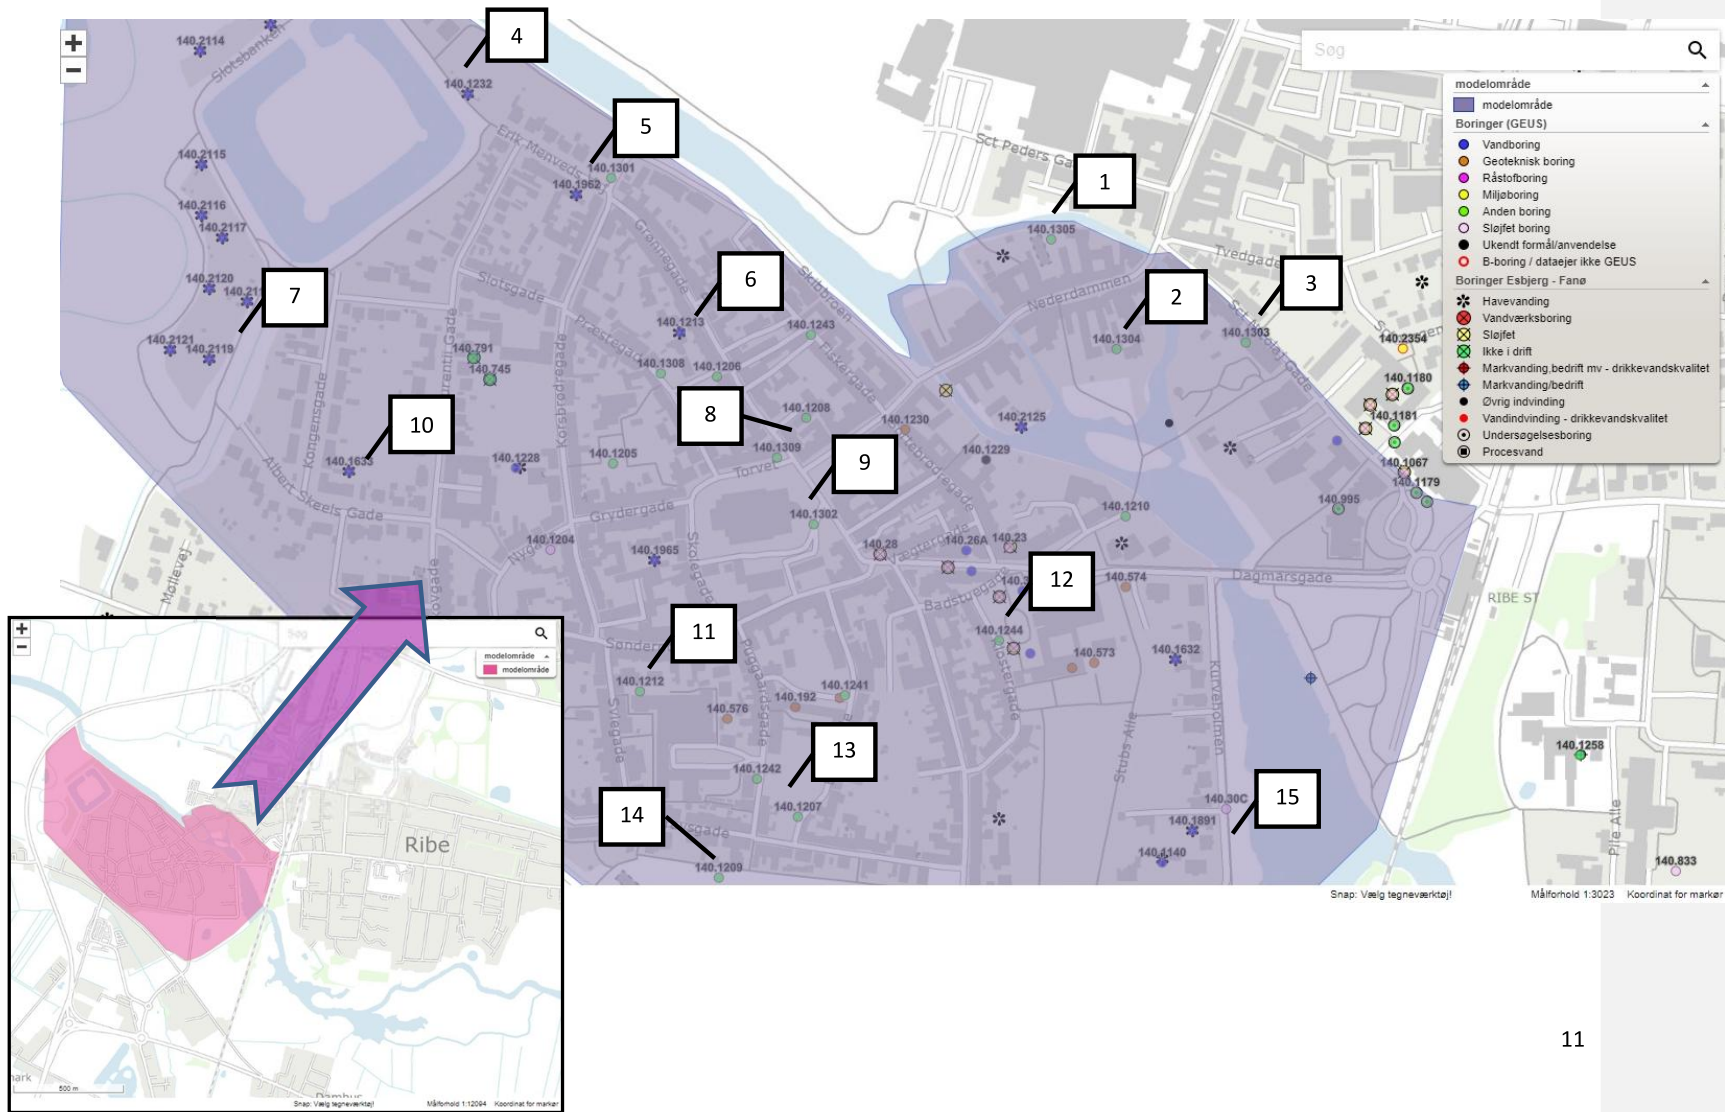 4
140.2114
Slotsbanken
140.1232
Søg
modelområde
modelområde
Boringer (GEUS)
Vandboring
Geoteknisk boring
Råstofboring
Miljøboring
Anden boring
Sløjfet boring
Ukendt formål/anvendelse
B-boring / dataejer ikke GEUS
Boringer Esbjerg - Fanø
Havevanding
Vandværksboring
Sløjfet
Ikke i drift
Markvanding,bedrift mv - drikkevandskvalitet
Markvanding/bedrift
Øvrig indvinding
Vandindvinding - drikkevandskvalitet
Undersøgelsesboring
Procesvand
5
Erik Menveds
Sct Peders Ga
140.2115
140.1301
140.1962
1
140.2116
140.2117
Grønnegade
140.1305
Tvedgade
140.2120
140.211
7
Slotsgade
6
Skibbroen
Nederdammen
2
3
140.1213
140.1243
140.1304
140.1303
140.2121
140.2119
140.791
140.745
Præstegade
140.1308
140.1206
Fiskergade
140.2354
140.1180
Kongensgade
Korsbrødregade
8
140.1208
140.1230
140.2125
140.1181
10
140.1633
140.1228
140.1205
140.1309
Torvet
9
140.1229
140.1067
140.1179
Albert Skeels Gade
Grydergade
140.1302
140.1210
140.995
140.1204
140.1965
Skolegade
140.28
140.26A
140.23
Møllevej
12
140.574
Dagmarsgade
Badstuegade
RIBE ST
11
140.1244
140.573
140.1632
140.1212
140.576
140.192
140.1241
Puggaardsgade
Sviegade
Stubs Alle
Kurveholmen
13
140.1258
140.1242
14
140.1207
140.30C
15
140.1891
140.1140
140.1209
Pile Alle
140.833
Snap: Vælg tegneværktøj!
Målforhold 1:3023
Koordinat for markør
Søg
modelområde
modelområde
Ribe
500 m
Snap: Vælg tegneværktøj!
Målforhold 1:12094
Koordinat for markør
11